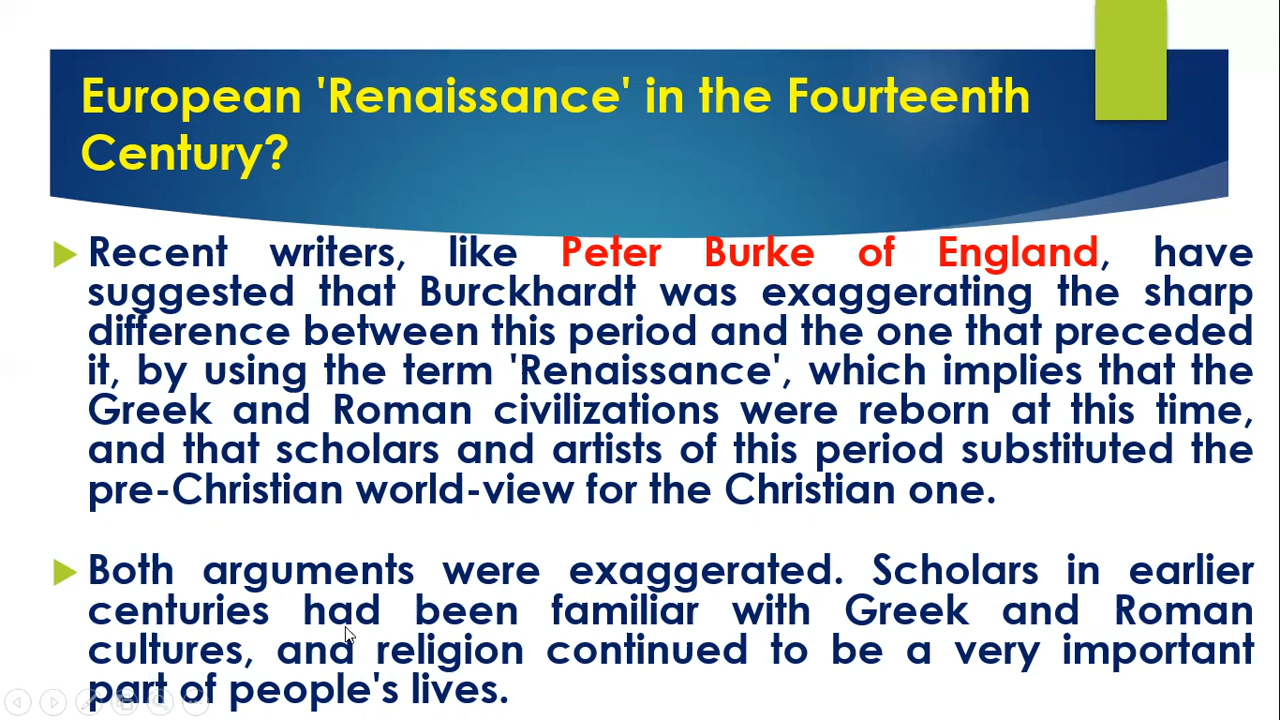 European 'Renaissance' in the Fourteenth
Century?
Recent writers, like Peter Burke of England, have
suggested that Burckhardt was exaggerating the sharp
difference between this period and the one that preceded
it, by using the term 'Renaissance', which implies that the
Greek and Roman civilizations were reborn at this time,
and that scholars and artists of this period substituted the
pre-Christian world-view for the Christian one.
Both arguments were exaggerated. Scholars in earlier
centuries had been familiar with Greek and Roman
cultures, and religion continued to be a very important
part of people's lives.